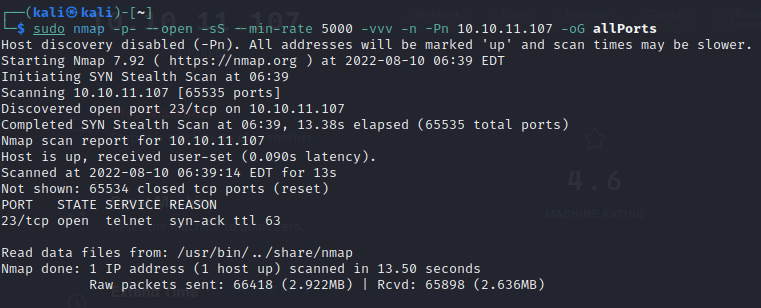 ┌──(kali㉿kali)-[~]
└─$ sudo nmap -p- --open -sS --min-rate 5000 -vvv -n -Pn 10.10.11.107 -oG allPorts
Host discovery disabled (-Pn). All addresses will be marked 'up' and scan times may be slower.
Starting Nmap 7.92 ( https://nmap.org ) at 2022-08-10 06:39 EDT
Initiating SYN Stealth Scan at 06:39
Scanning 10.10.11.107 [65535 ports]
Discovered open port 23/tcp on 10.10.11.107
Completed SYN Stealth Scan at 06:39, 13.38s elapsed (65535 total ports)
Nmap scan report for 10.10.11.107
Host is up, received user-set (0.090s latency).
Scanned at 2022-08-10 06:39:14 EDT for 13s
Not shown: 65534 closed tcp ports (reset)
PORT   STATE SERVICE REASON
23/tcp open  telnet  syn-ack ttl 63
4.6
MACHINE RATING
Read data files from: /usr/bin/../share/nmap
Nmap done: 1 IP address (1 host up) scanned in 13.50 seconds
           Raw packets sent: 66418 (2.922MB) | Rcvd: 65898 (2.636MB)